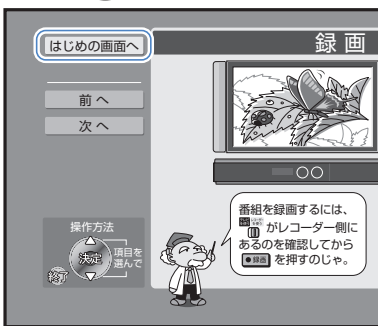 はじめの画面へ
録画
前へ
次へ
操作方法
決定
項目を
選んで
終了
番組を録画するには、
がレコーダー側に
あるのを確認してから
●録画 を押すのじゃ。